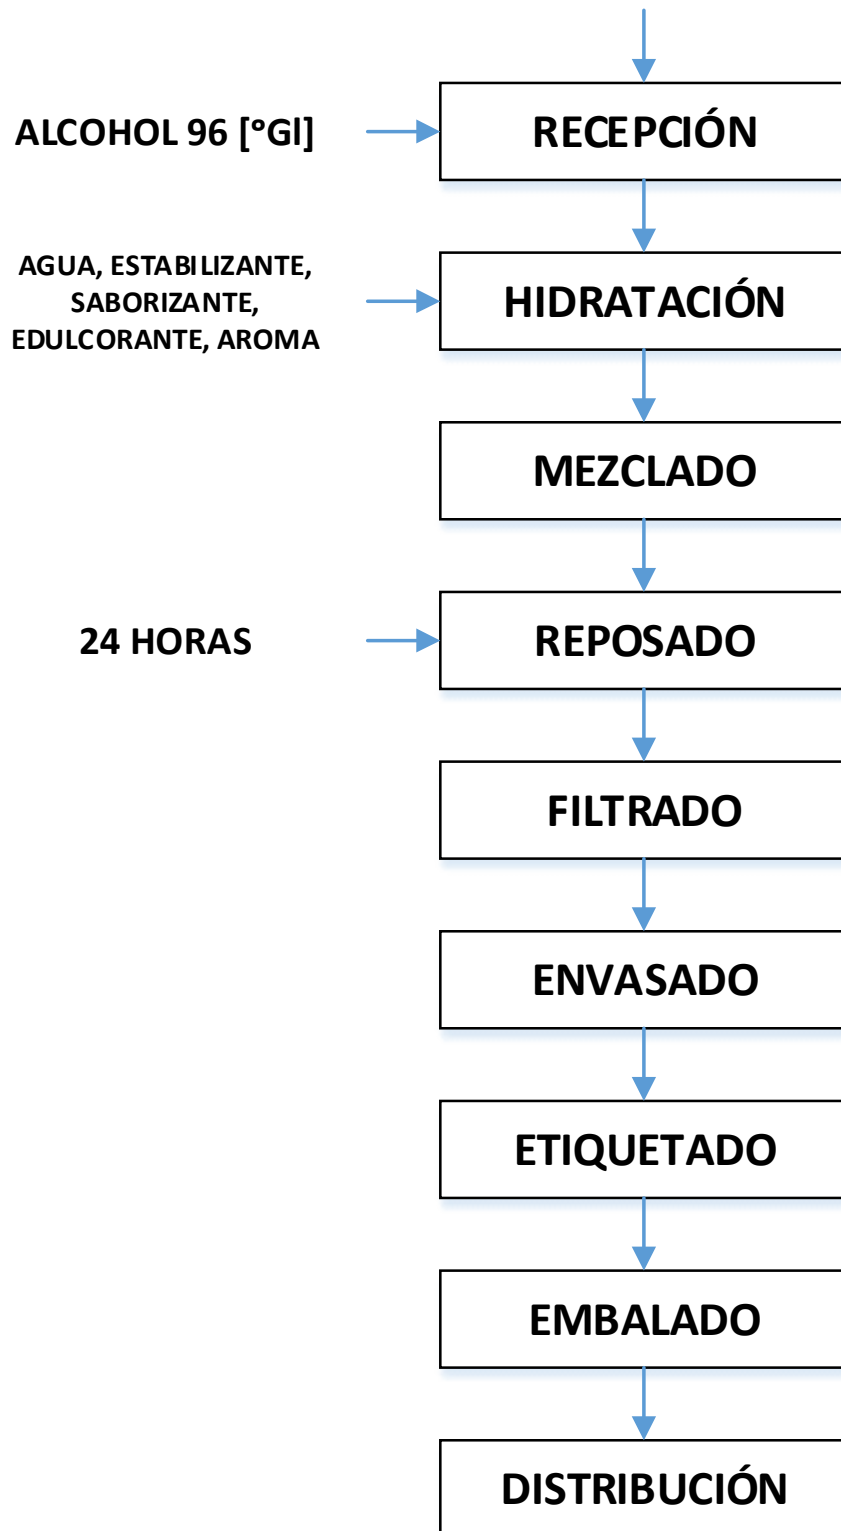 ALCOHOL 96 [°Gl]
RECEPCIÓN
AGUA, ESTABILIZANTE,
SABORIZANTE,
EDULCORANTE, AROMA
HIDRATACIÓN
MEZCLADO
24 HORAS
REPOSADO
FILTRADO
ENVASADO
ETIQUETADO
EMBALADO
DISTRIBUCIÓN